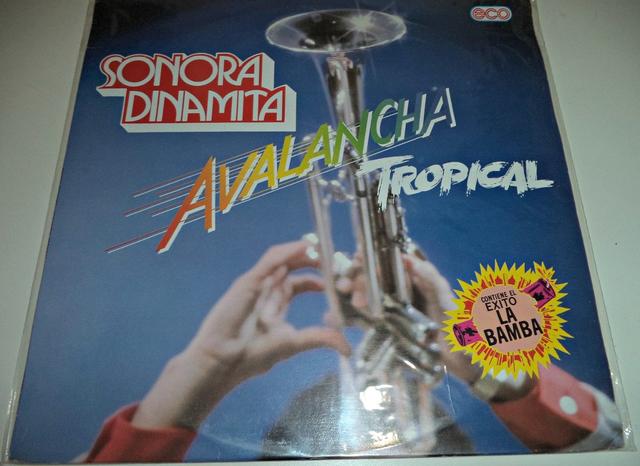 eco
SONORA
DINAMITA
AVALANCHA
TROPICAL
CONTIENE EL
EXITO
LA
BAMBA